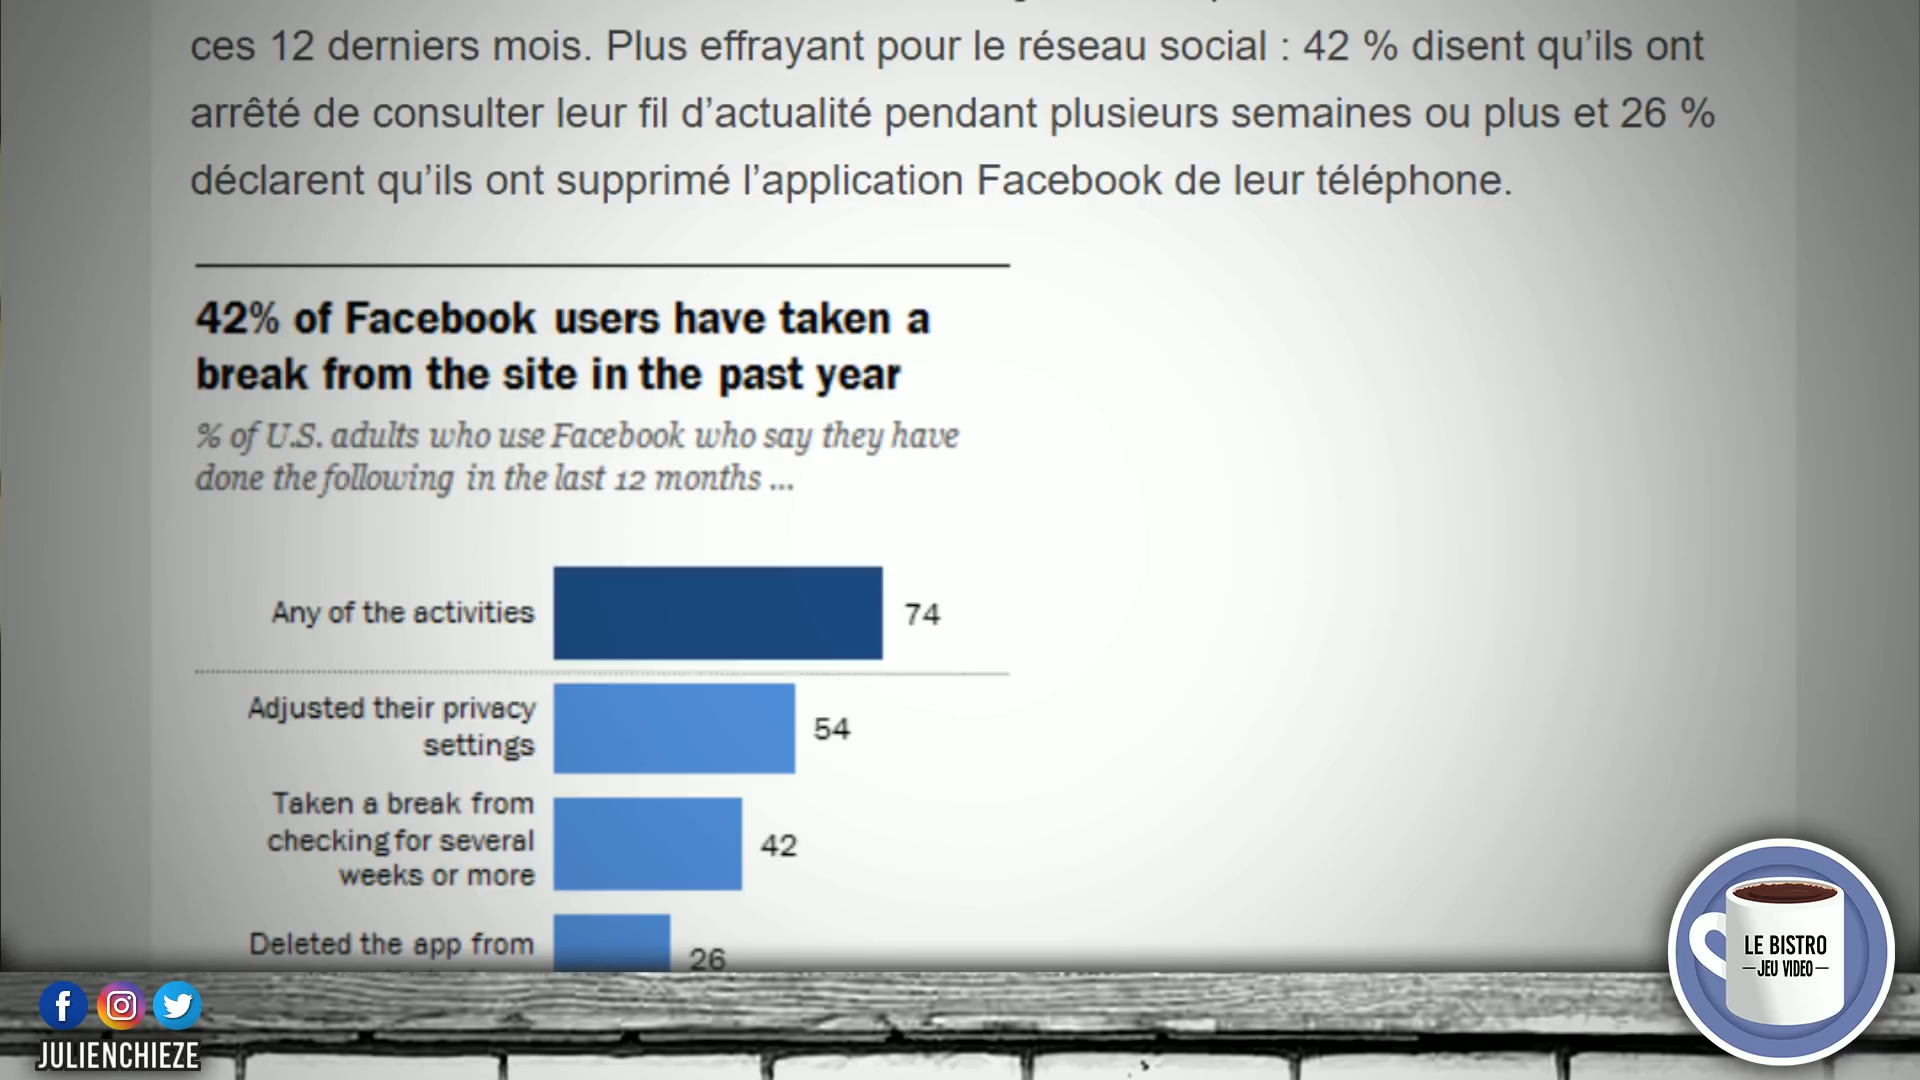 ces 12 derniers mois. Plus effrayant pour le réseau social : 42 % disent qu’ils ont
arrêté de consulter leur fil d’actualité pendant plusieurs semaines ou plus et 26 %
déclarent qu’ils ont supprimé l’application Facebook de leur téléphone.
42% of Facebook users have taken a
break from the site in the past year
% of U.S. adults who use Facebook who say they have
done the following in the last 12 months ...
Any of the activities 74
Adjusted their privacy
settings
54
Taken a break from
checking for several
weeks or more
42
Deleted the app from
26
LE BISTRO
—JEU VIDEO—
JULIENCHIEZE